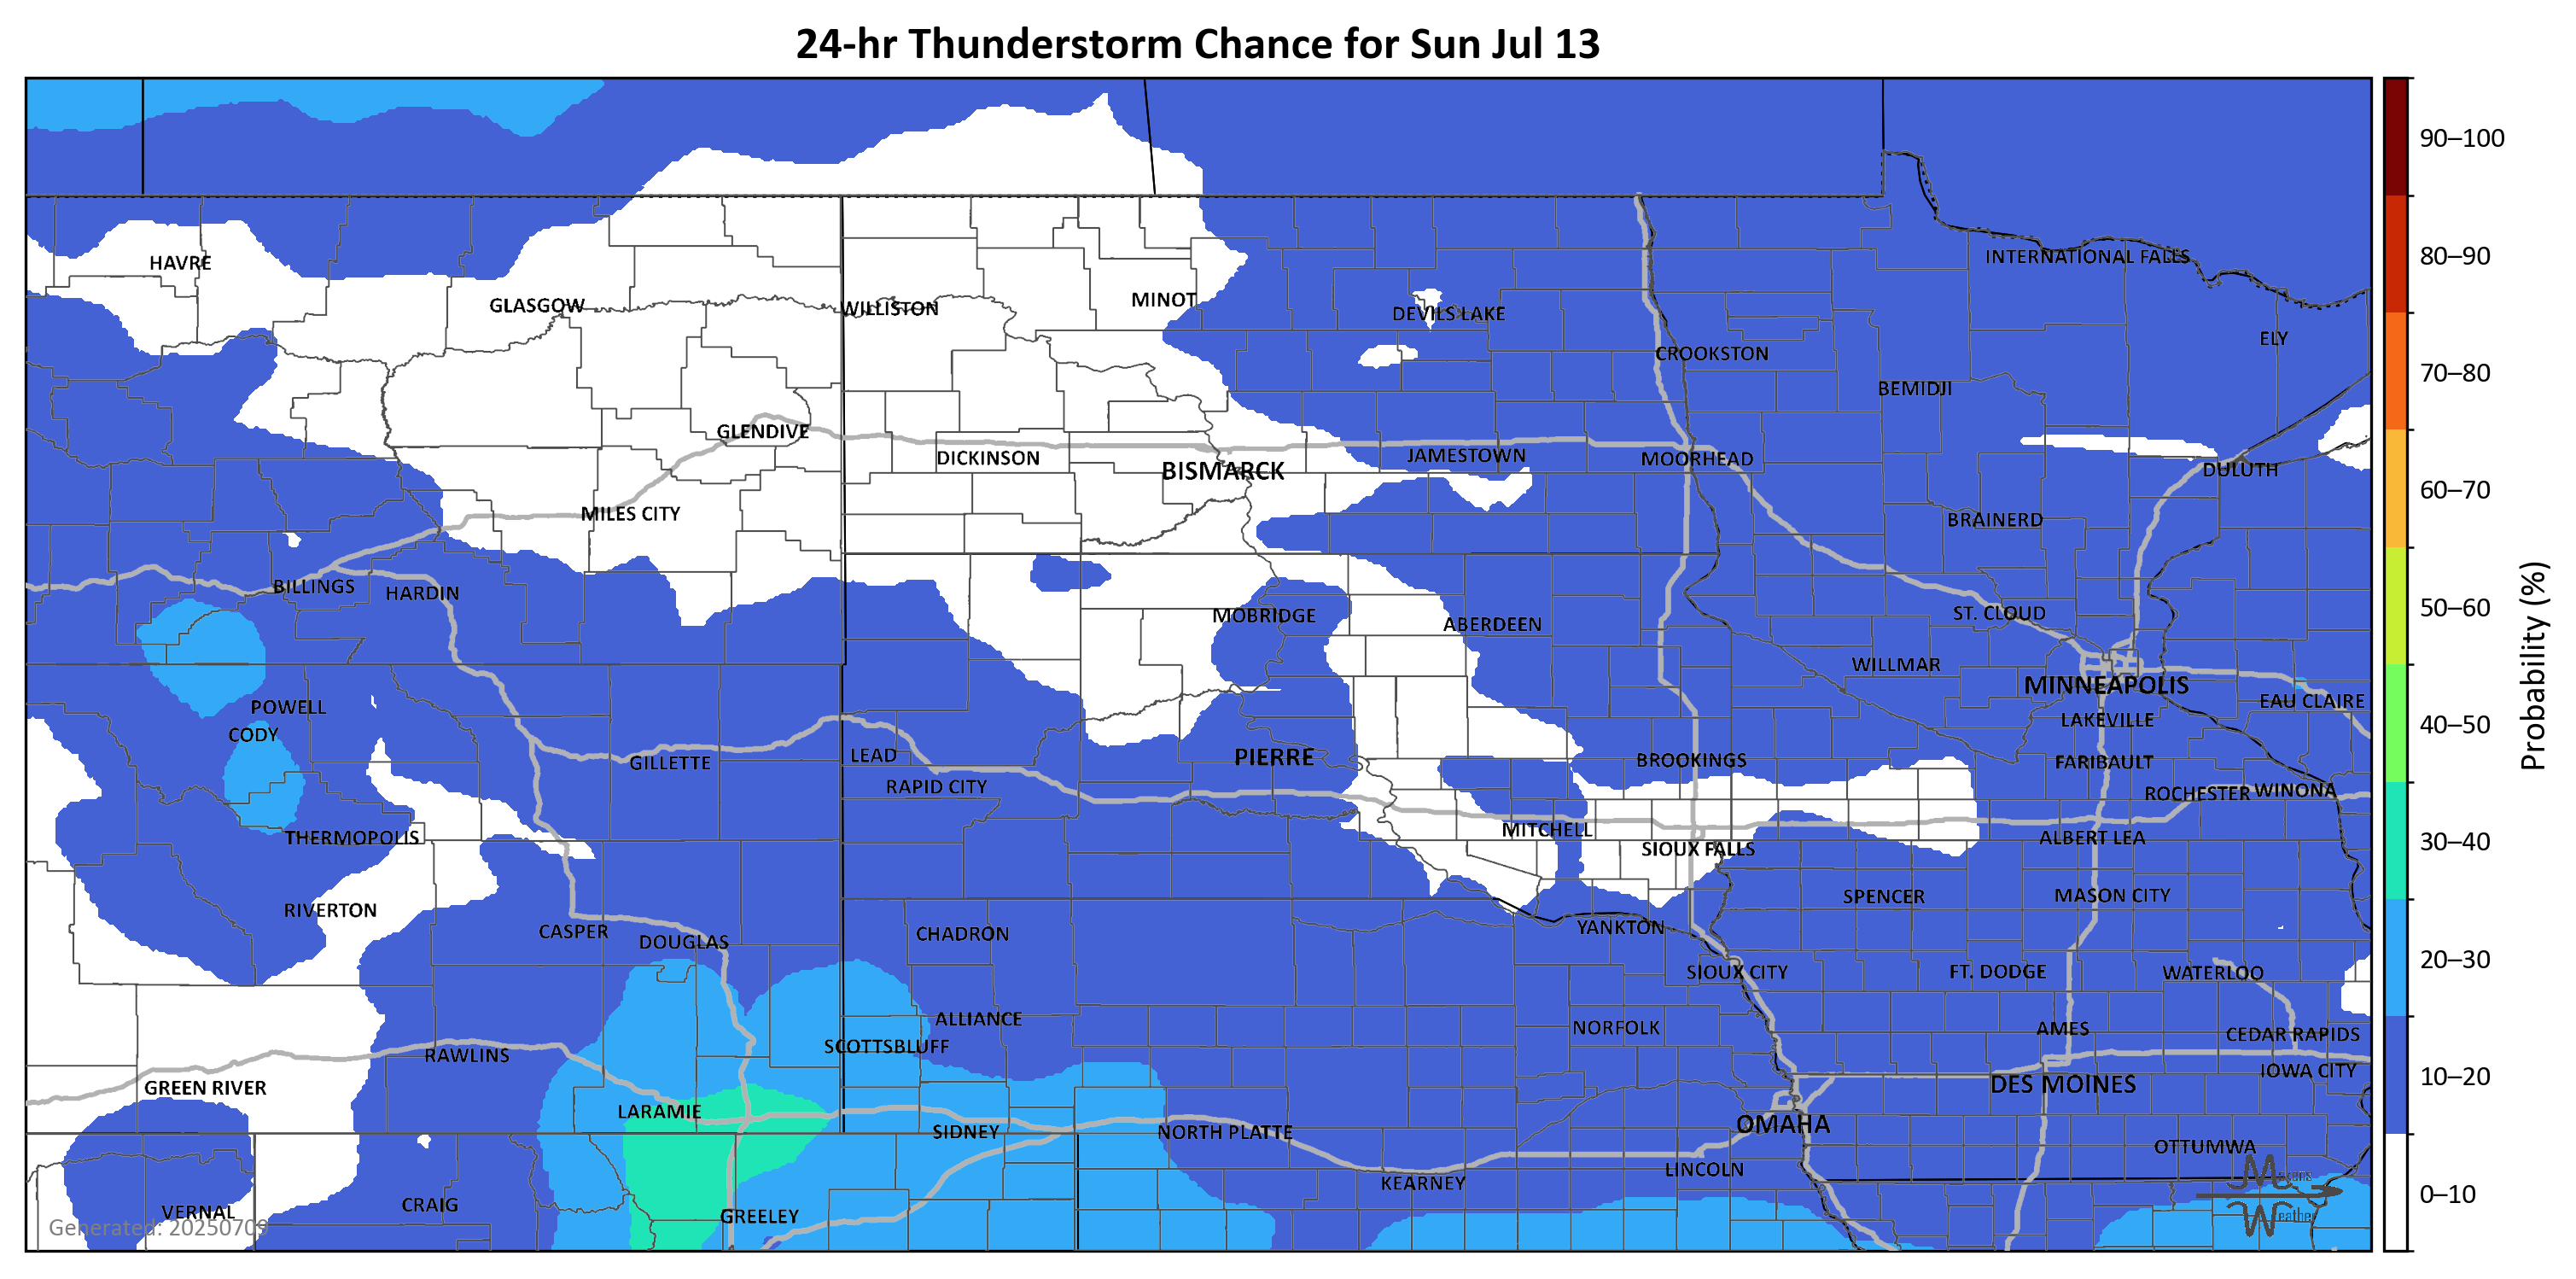 24-hr Thunderstorm Chance for Sun Jul 13
90–100
INTERNATIONAL FALLS
80–90
HAVRE
MINOT
GLASGOW
WILLISTON
DEVILS LAKE
ELY
CROOKSTON
70–80
BEMIDJI
GLENDIVE
DICKINSON
JAMESTOWN
MOORHEAD
BISMARCK
DULUTH
60–70
MILES CITY
BRAINERD
BILLINGS
HARDIN
50–60
MOBRIDGE
ABERDEEN
ST. CLOUD
WILLMAR
Probability (%)
MINNEAPOLIS
EAU CLAIRE
POWELL
LAKEVILLE
40–50
CODY
LEAD
PIERRE
GILLETTE
BROOKINGS
FARIBAULT
RAPID CITY
ROCHESTER
WINONA
MITCHELL
THERMOPOLIS
ALBERT LEA
30–40
SIOUX FALLS
SPENCER
MASON CITY
RIVERTON
CASPER
DOUGLAS
CHADRON
YANKTON
20–30
SIOUX CITY
FT. DODGE
WATERLOO
ALLIANCE
NORFOLK
AMES
CEDAR RAPIDS
SCOTTSBLUFF
RAWLINS
IOWA CITY
10–20
GREEN RIVER
DES MOINES
LARAMIE
OMAHA
SIDNEY
NORTH PLATTE
OTTUMWA
LINCOLN
KEARNEY
0–10
VERNAL
CRAIG
GREELEY
Generated: 20250709